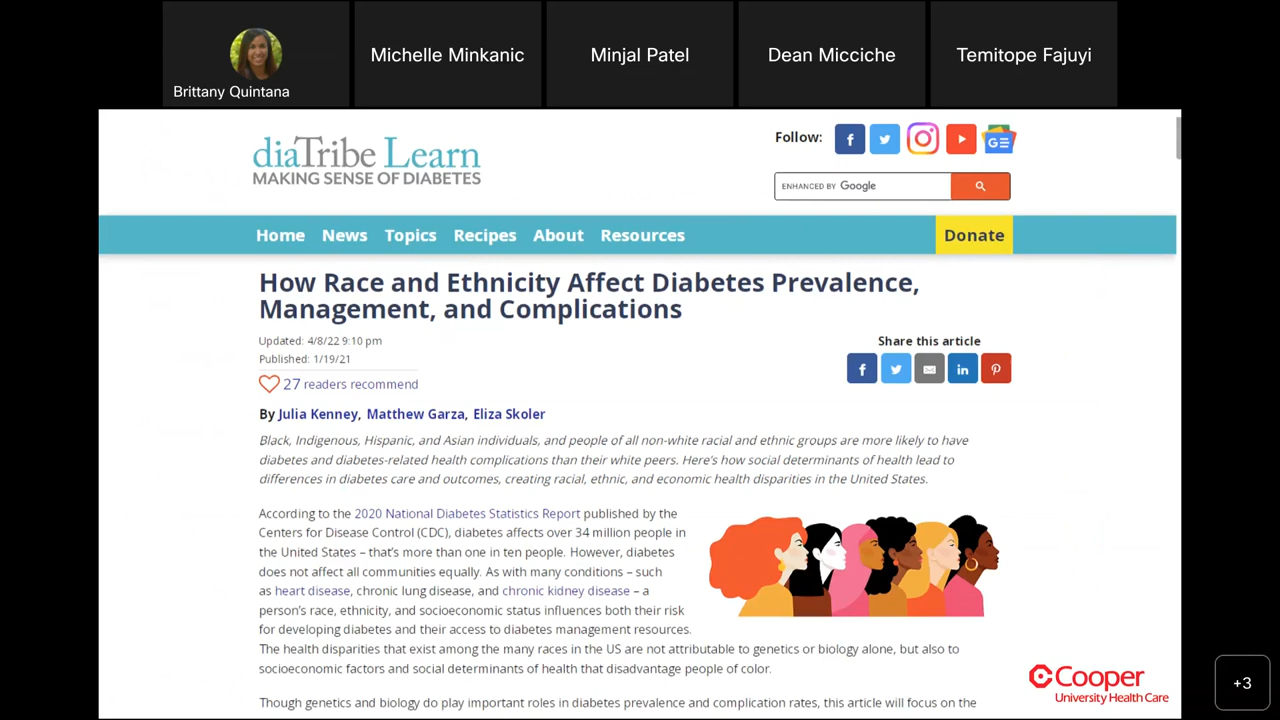 Brittany Quintana
Michelle Minkanic
Minjal Patel
Dean Micciche
Temitope Fajuyi
diaTribe Learn
MAKING SENSE OF DIABETES
Follow:
ENHANCED BY Google
Home News Topics Recipes About Resources Donate
How Race and Ethnicity Affect Diabetes Prevalence,
Management, and Complications
Updated: 4/8/22 9:10 pm
Published: 1/19/21
Share this article
27 readers recommend
By Julia Kenney, Matthew Garza, Eliza Skoler
Black, Indigenous, Hispanic, and Asian individuals, and people of all non-white racial and ethnic groups are more likely to have
diabetes and diabetes-related health complications than their white peers. Here's how social determinants of health lead to
differences in diabetes care and outcomes, creating racial, ethnic, and economic health disparities in the United States.
According to the 2020 National Diabetes Statistics Report published by the
Centers for Disease Control (CDC), diabetes affects over 34 million people in
the United States – that's more than one in ten people. However, diabetes
does not affect all communities equally. As with many conditions – such
as heart disease, chronic lung disease, and chronic kidney disease – a
person's race, ethnicity, and socioeconomic status influences both their risk
for developing diabetes and their access to diabetes management resources.
The health disparities that exist among the many races in the US are not attributable to genetics or biology alone, but also to
socioeconomic factors and social determinants of health that disadvantage people of color.
Though genetics and biology do play important roles in diabetes prevalence and complication rates, this article will focus on the
Cooper
University Health Care
+3